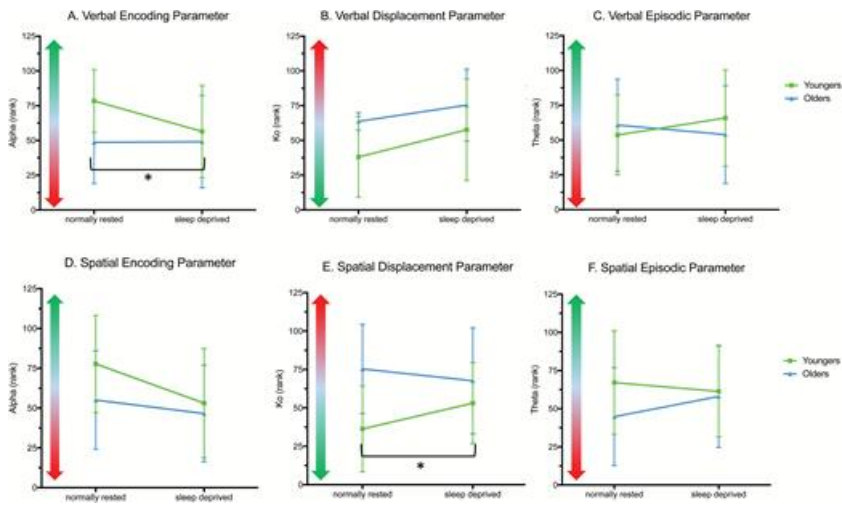 A. Verbal Encoding Parameter
125
100
75
50
25
0
Alpha (rank)
*
normally rested
sleep deprived
B. Verbal Displacement Parameter
125
100
75
50
25
0
Ko (rank)
normally rested
sleep deprived
C. Verbal Episodic Parameter
125
100
75
50
25
0
Theta (rank)
normally rested
sleep deprived
Youngers
Olders
D. Spatial Encoding Parameter
125
100
75
50
25
0
Alpha (rank)
normally rested
sleep deprived
E. Spatial Displacement Parameter
125
100
75
50
25
0
Ko (rank)
*
normally rested
sleep deprived
F. Spatial Episodic Parameter
125
100
75
50
25
0
Theta (rank)
normally rested
sleep deprived
Youngers
Olders